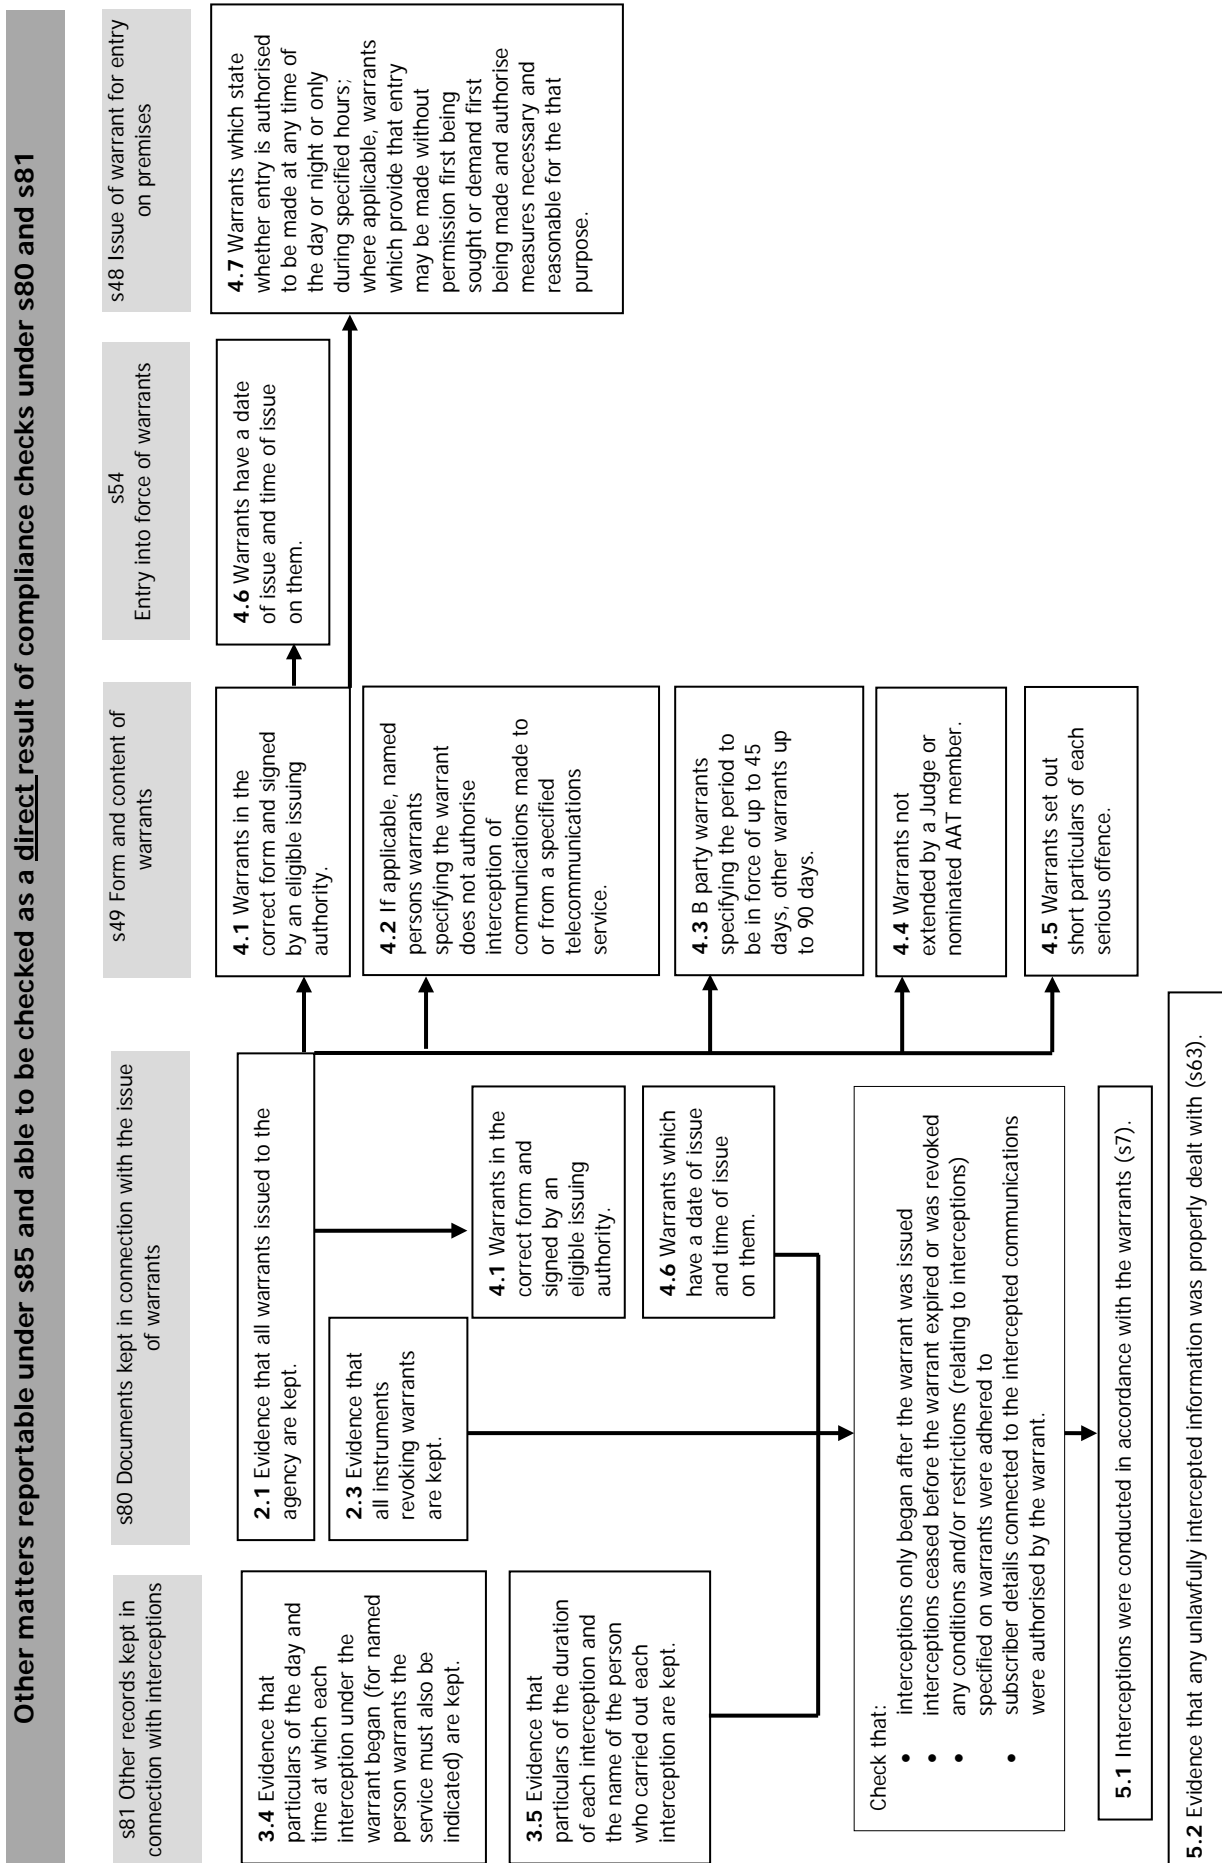 Other matters reportable under s85 and able to be checked as a direct result of compliance checks under s80 and s81
s81 Other records kept in
connection with interceptions
s80 Documents kept in connection with the issue
of warrants
s49 Form and content of
warrants
s54
Entry into force of warrants
s48 Issue of warrant for entry
on premises
3.4 Evidence that
particulars of the day and
time at which each
interception under the
warrant began (for named
person warrants the
service must also be
indicated) are kept.
3.5 Evidence that
particulars of the duration
of each interception and
the name of the person
who carried out each
interception are kept.
2.1 Evidence that all warrants issued to the
agency are kept.
2.3 Evidence that
all instruments
revoking warrants
are kept.
4.1 Warrants in the
correct form and
signed by an
eligible issuing
authority.
4.6 Warrants which
have a date of issue
and time of issue
on them.
4.1 Warrants in the
correct form and signed
by an eligible issuing
authority.
4.2 If applicable, named
persons warrants
specifying the warrant
does not authorise
interception of
communications made to
or from a specified
telecommunications
service.
4.3 B party warrants
specifying the period to
be in force of up to 45
days, other warrants up
to 90 days.
4.4 Warrants not
extended by a Judge or
nominated AAT member.
4.5 Warrants set out
short particulars of each
serious offence.
4.6 Warrants have a date
of issue and time of issue
on them.
4.7 Warrants which state
whether entry is authorised
to be made at any time of
the day or night or only
during specified hours;
where applicable, warrants
which provide that entry
may be made without
permission first being
sought or demand first
being made and authorise
measures necessary and
reasonable for the that
purpose.
Check that:
• interceptions only began after the warrant was issued
• interceptions ceased before the warrant expired or was revoked
• any conditions and/or restrictions (relating to interceptions)
specified on warrants were adhered to
• subscriber details connected to the intercepted communications
were authorised by the warrant.
5.1 Interceptions were conducted in accordance with the warrants (s7).
5.2 Evidence that any unlawfully intercepted information was properly dealt with (s63).